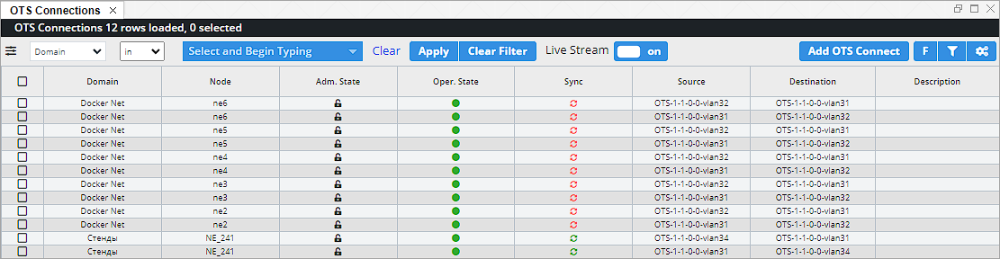 OTS Connections ×
OTS Connections 12 rows loaded, 0 selected
Domain in Select and Begin Typing Clear Apply Clear Filter Live Stream on Add OTS Connect F
Domain Node Adm. State Oper. State Sync Source Destination Description
Docker Net ne6 OTS-1-1-0-0-vlan32 OTS-1-1-0-0-vlan31
Docker Net ne6 OTS-1-1-0-0-vlan31 OTS-1-1-0-0-vlan32
Docker Net ne5 OTS-1-1-0-0-vlan32 OTS-1-1-0-0-vlan31
Docker Net ne5 OTS-1-1-0-0-vlan31 OTS-1-1-0-0-vlan32
Docker Net ne4 OTS-1-1-0-0-vlan32 OTS-1-1-0-0-vlan31
Docker Net ne4 OTS-1-1-0-0-vlan31 OTS-1-1-0-0-vlan32
Docker Net ne3 OTS-1-1-0-0-vlan32 OTS-1-1-0-0-vlan31
Docker Net ne3 OTS-1-1-0-0-vlan31 OTS-1-1-0-0-vlan32
Docker Net ne2 OTS-1-1-0-0-vlan32 OTS-1-1-0-0-vlan31
Docker Net ne2 OTS-1-1-0-0-vlan31 OTS-1-1-0-0-vlan32
Стенды NE_241 OTS-1-1-0-0-vlan34 OTS-1-1-0-0-vlan31
Стенды NE_241 OTS-1-1-0-0-vlan31 OTS-1-1-0-0-vlan34